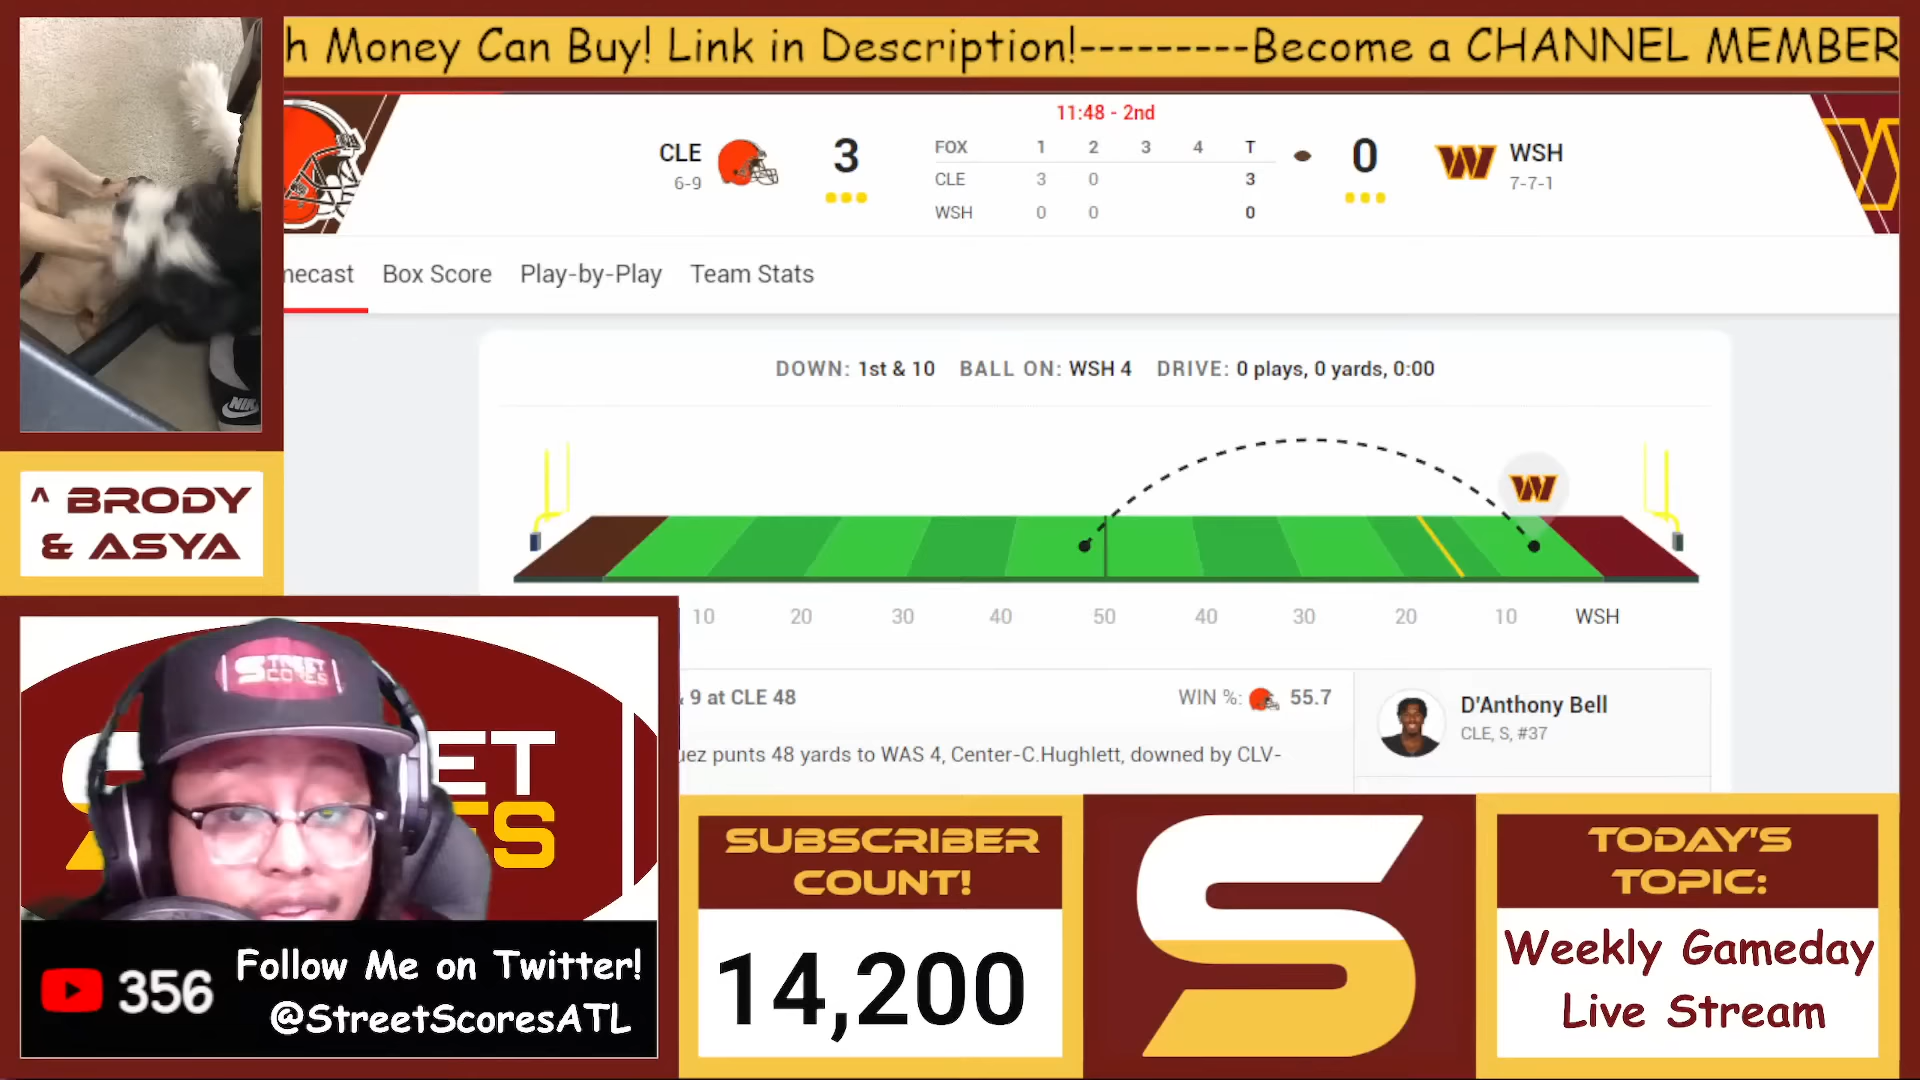 h Money Can Buy! Link in Description!---------Become a CHANNEL MEMBER
11:48 - 2nd
CLE
6-9
3
FOX 1 2 3 4 T
CLE 3 0 3
WSH 0 0 0
0
WSH
7-7-1
necast Box Score Play-by-Play Team Stats
DOWN: 1st & 10 BALL ON: WSH 4 DRIVE: 0 plays, 0 yards, 0:00
10 20 30 40 50 40 30 20 10 WSH
^ BRODY
& ASYA
9 at CLE 48
WIN %: 55.7
uez punts 48 yards to WAS 4, Center-C.Hughlett, downed by CLV-
D'Anthony Bell
CLE, S, #37
STREET
SCORES
ET
ES
NIKE
356
Follow Me on Twitter!
@StreetScoresATL
SUBSCRIBER
COUNT!
14,200
S
TODAY'S
TOPIC:
Weekly Gameday
Live Stream